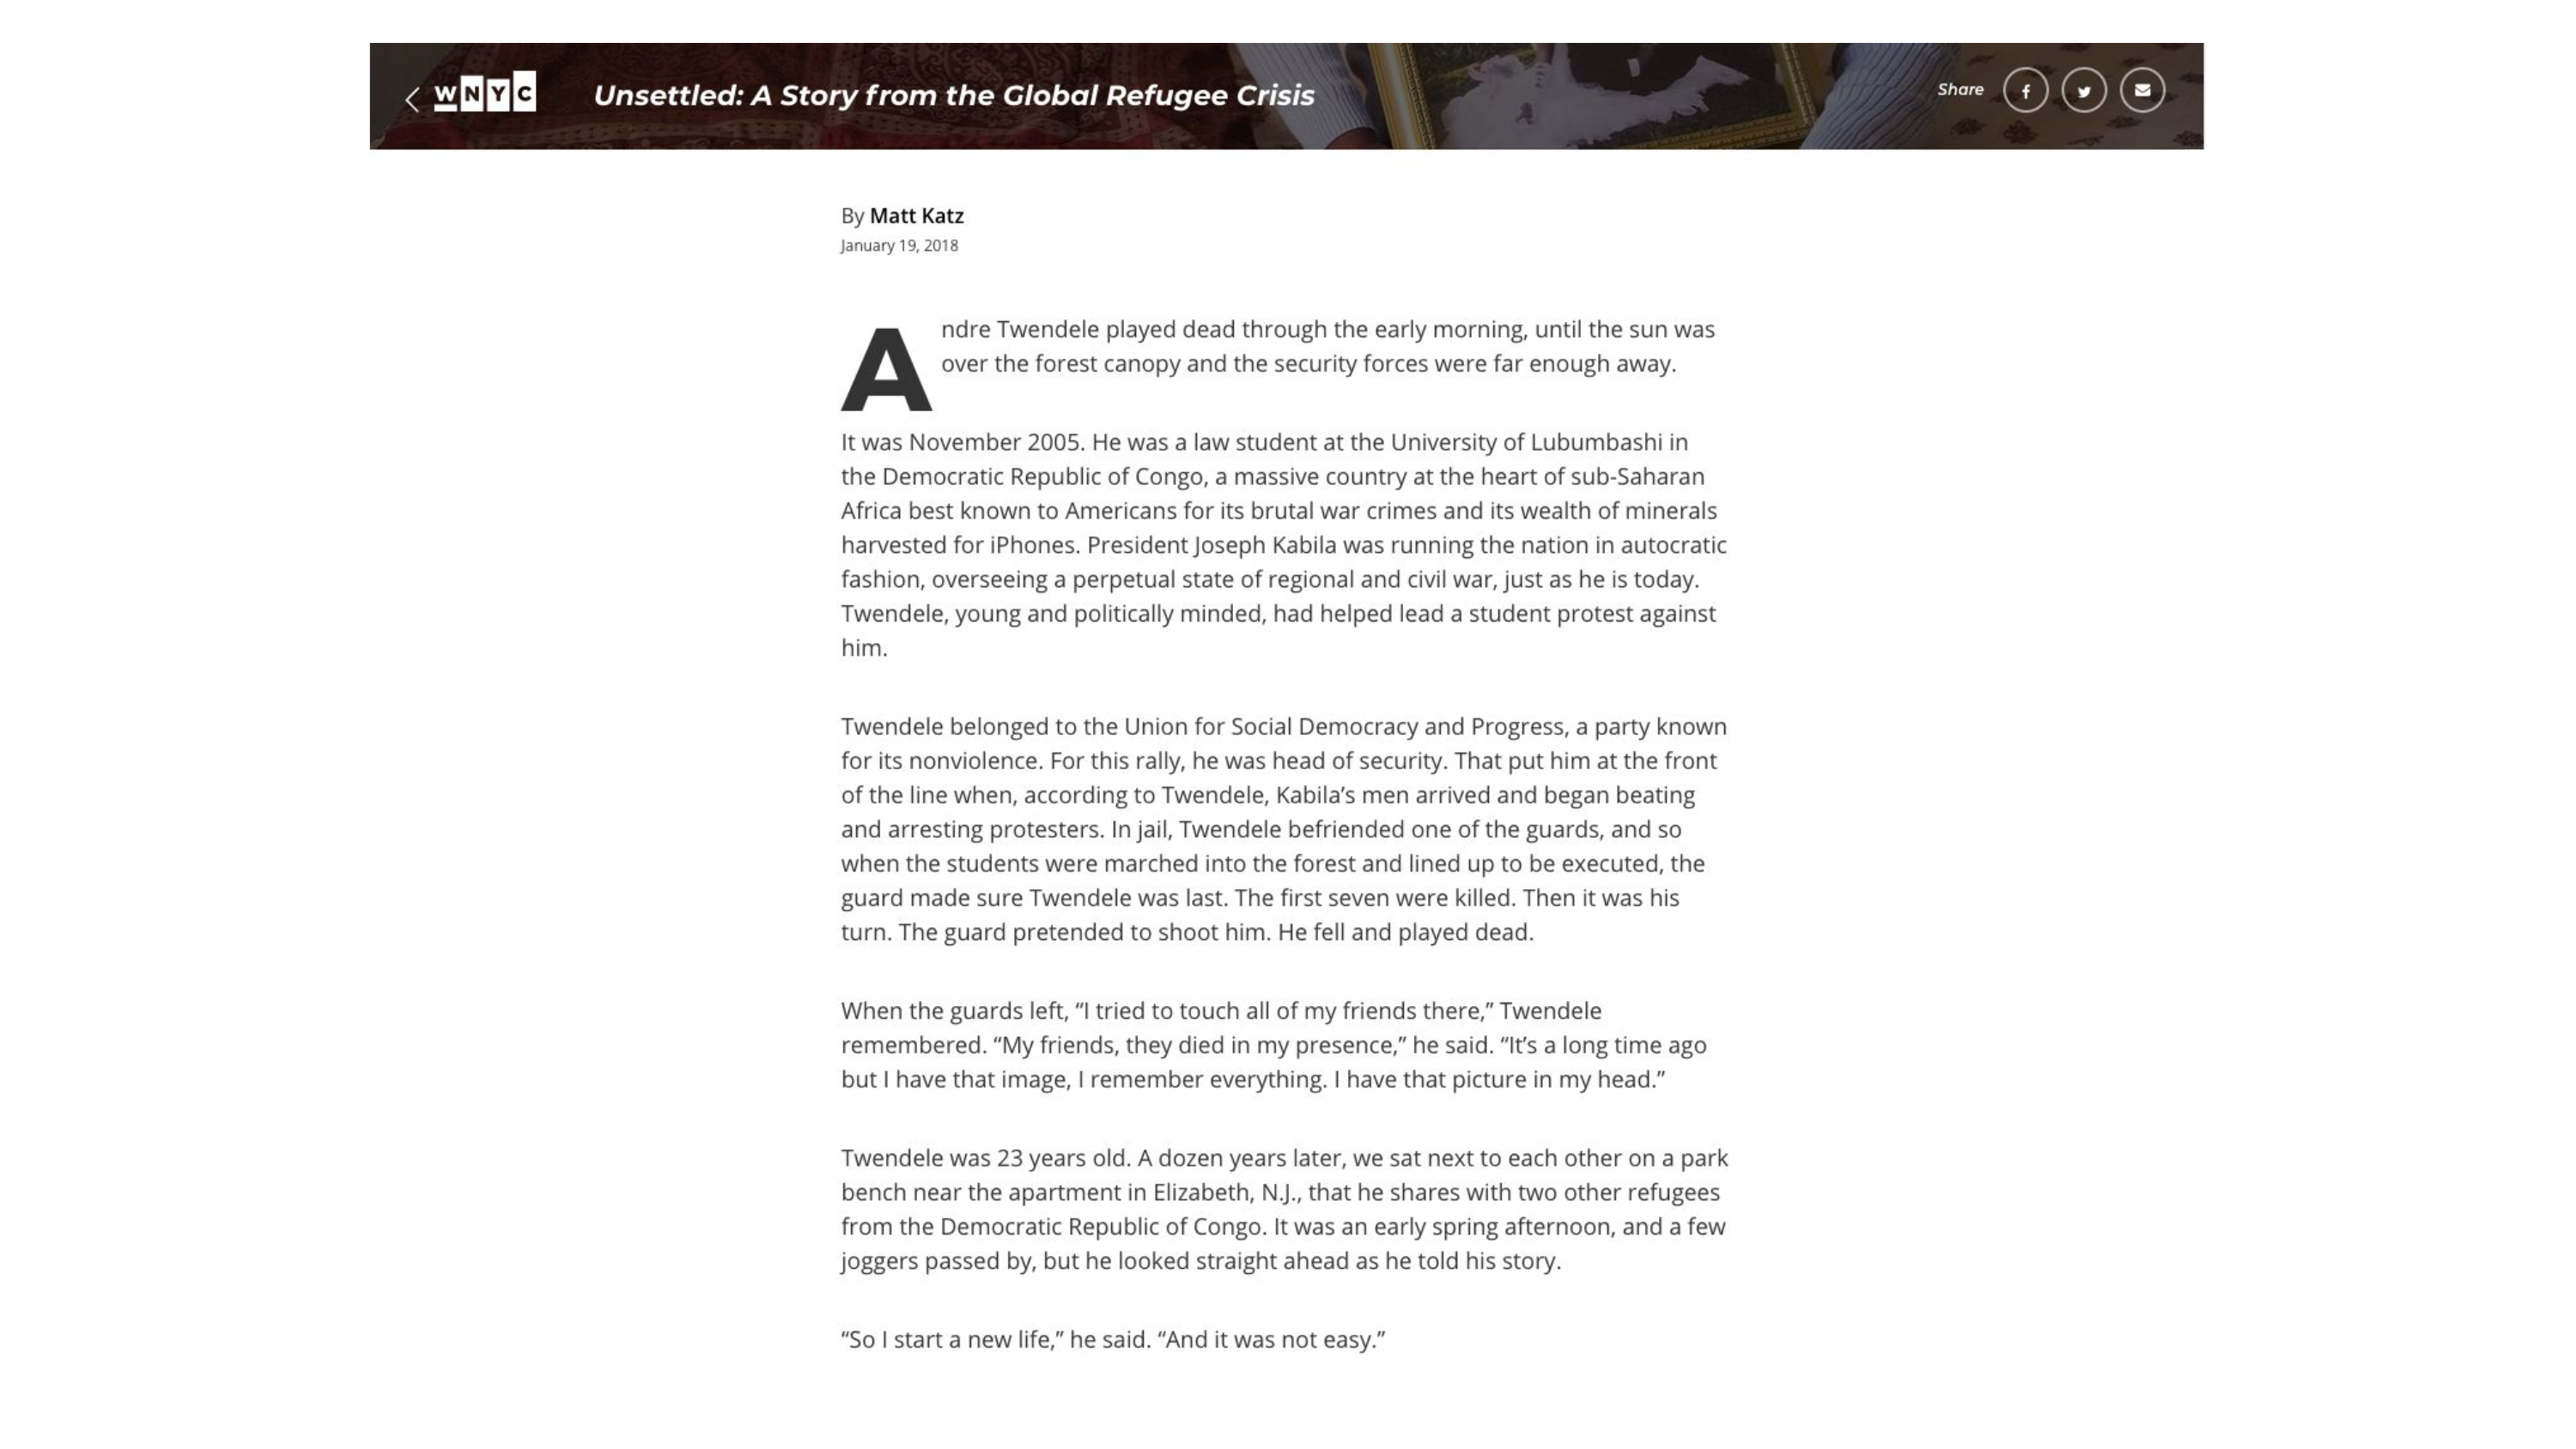 WNYC
Unsettled: A Story from the Global Refugee Crisis
Share
By Matt Katz
January 19, 2018
Andre Twendele played dead through the early morning, until the sun was
over the forest canopy and the security forces were far enough away.
It was November 2005. He was a law student at the University of Lubumbashi in
the Democratic Republic of Congo, a massive country at the heart of sub-Saharan
Africa best known to Americans for its brutal war crimes and its wealth of minerals
harvested for iPhones. President Joseph Kabila was running the nation in autocratic
fashion, overseeing a perpetual state of regional and civil war, just as he is today.
Twendele, young and politically minded, had helped lead a student protest against
him.
Twendele belonged to the Union for Social Democracy and Progress, a party known
for its nonviolence. For this rally, he was head of security. That put him at the front
of the line when, according to Twendele, Kabila’s men arrived and began beating
and arresting protesters. In jail, Twendele befriended one of the guards, and so
when the students were marched into the forest and lined up to be executed, the
guard made sure Twendele was last. The first seven were killed. Then it was his
turn. The guard pretended to shoot him. He fell and played dead.
When the guards left, “I tried to touch all of my friends there,” Twendele
remembered. “My friends, they died in my presence,” he said. “It’s a long time ago
but I have that image, I remember everything. I have that picture in my head.”
Twendele was 23 years old. A dozen years later, we sat next to each other on a park
bench near the apartment in Elizabeth, N.J., that he shares with two other refugees
from the Democratic Republic of Congo. It was an early spring afternoon, and a few
joggers passed by, but he looked straight ahead as he told his story.
“So I start a new life,” he said. “And it was not easy.”